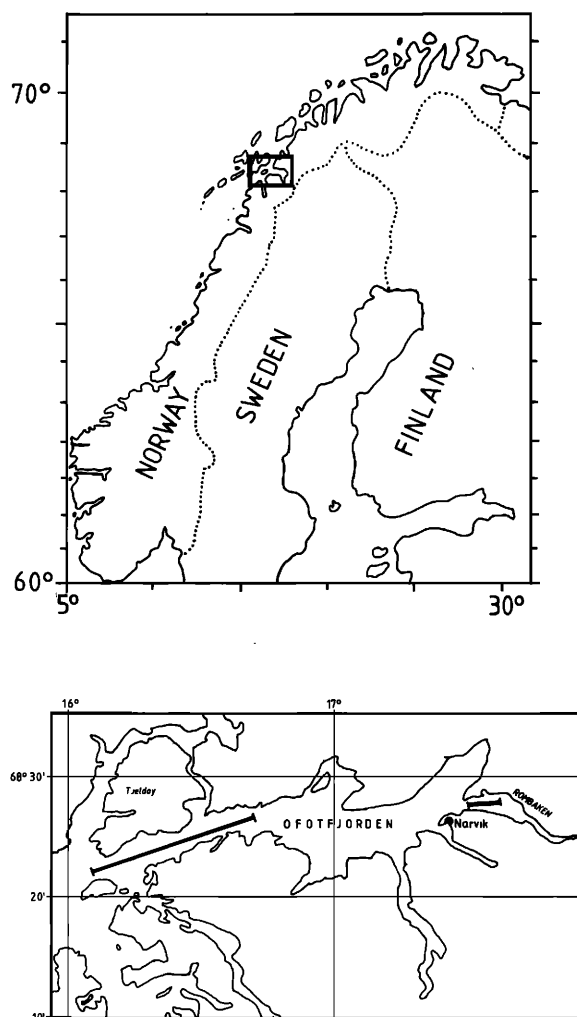 70°
NORWAY
SWEDEN
FINLAND
60°
5°
30°
16°
17°
68° 30'
Tjeldøy
ROMBAKEN
OFOTFJORDEN
Narvik
20'
10'